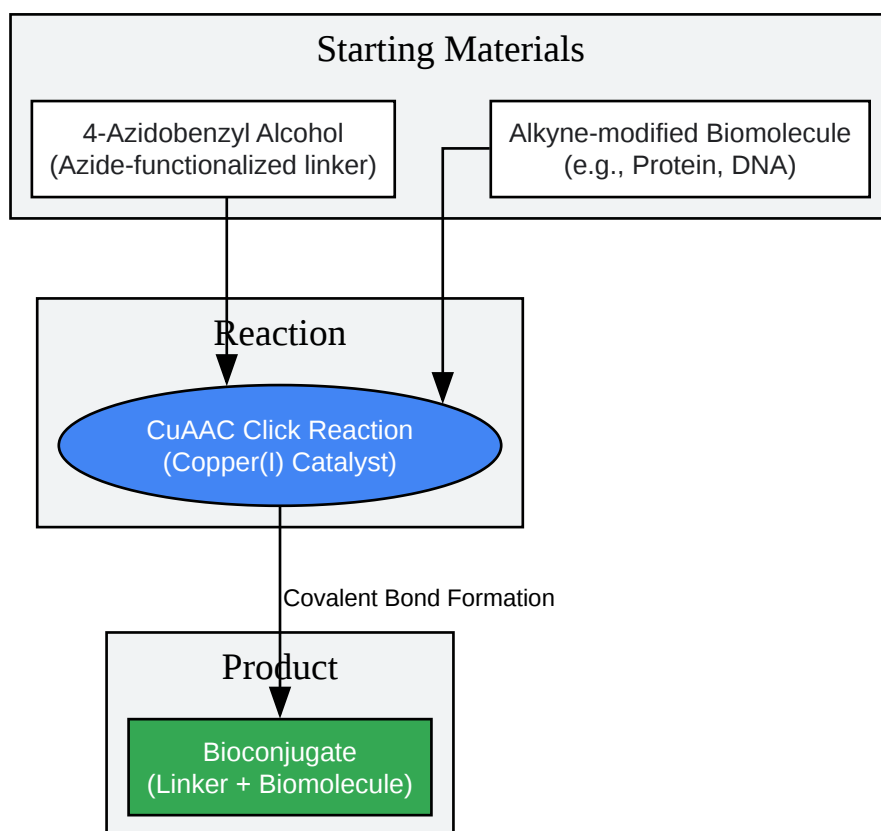 Starting Materials
4-Azidobenzyl Alcohol
(Azide-functionalized linker)
Alkyne-modified Biomolecule
(e.g., Protein, DNA)
Reaction
CuAAC Click Reaction
(Copper(I) Catalyst)
Covalent Bond Formation
Product
Bioconjugate
(Linker + Biomolecule)